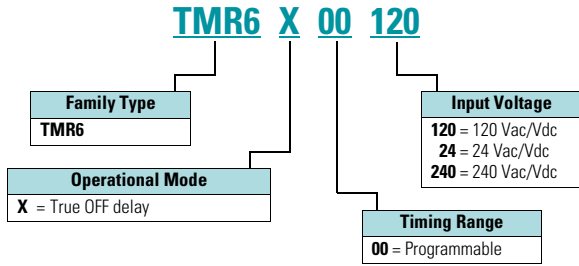 TMR6 X 00 120
Family Type
TMR6
Input Voltage
120 = 120 Vac/Vdc
24 = 24 Vac/Vdc
240 = 240 Vac/Vdc
Operational Mode
X = True OFF delay
Timing Range
00 = Programmable